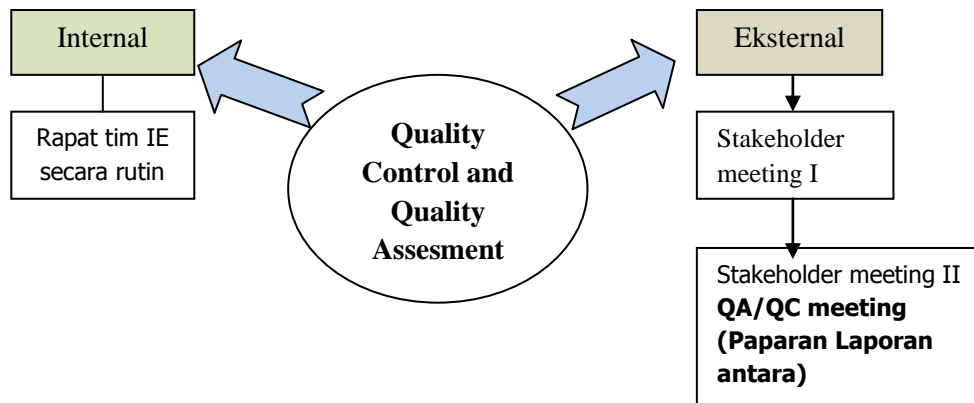 Internal
Rapat tim IE
secara rutin
Quality
Control and
Quality
Assesment
Eksternal
Stakeholder
meeting I
Stakeholder meeting II
QA/QC meeting
(Paparan Laporan
antara)